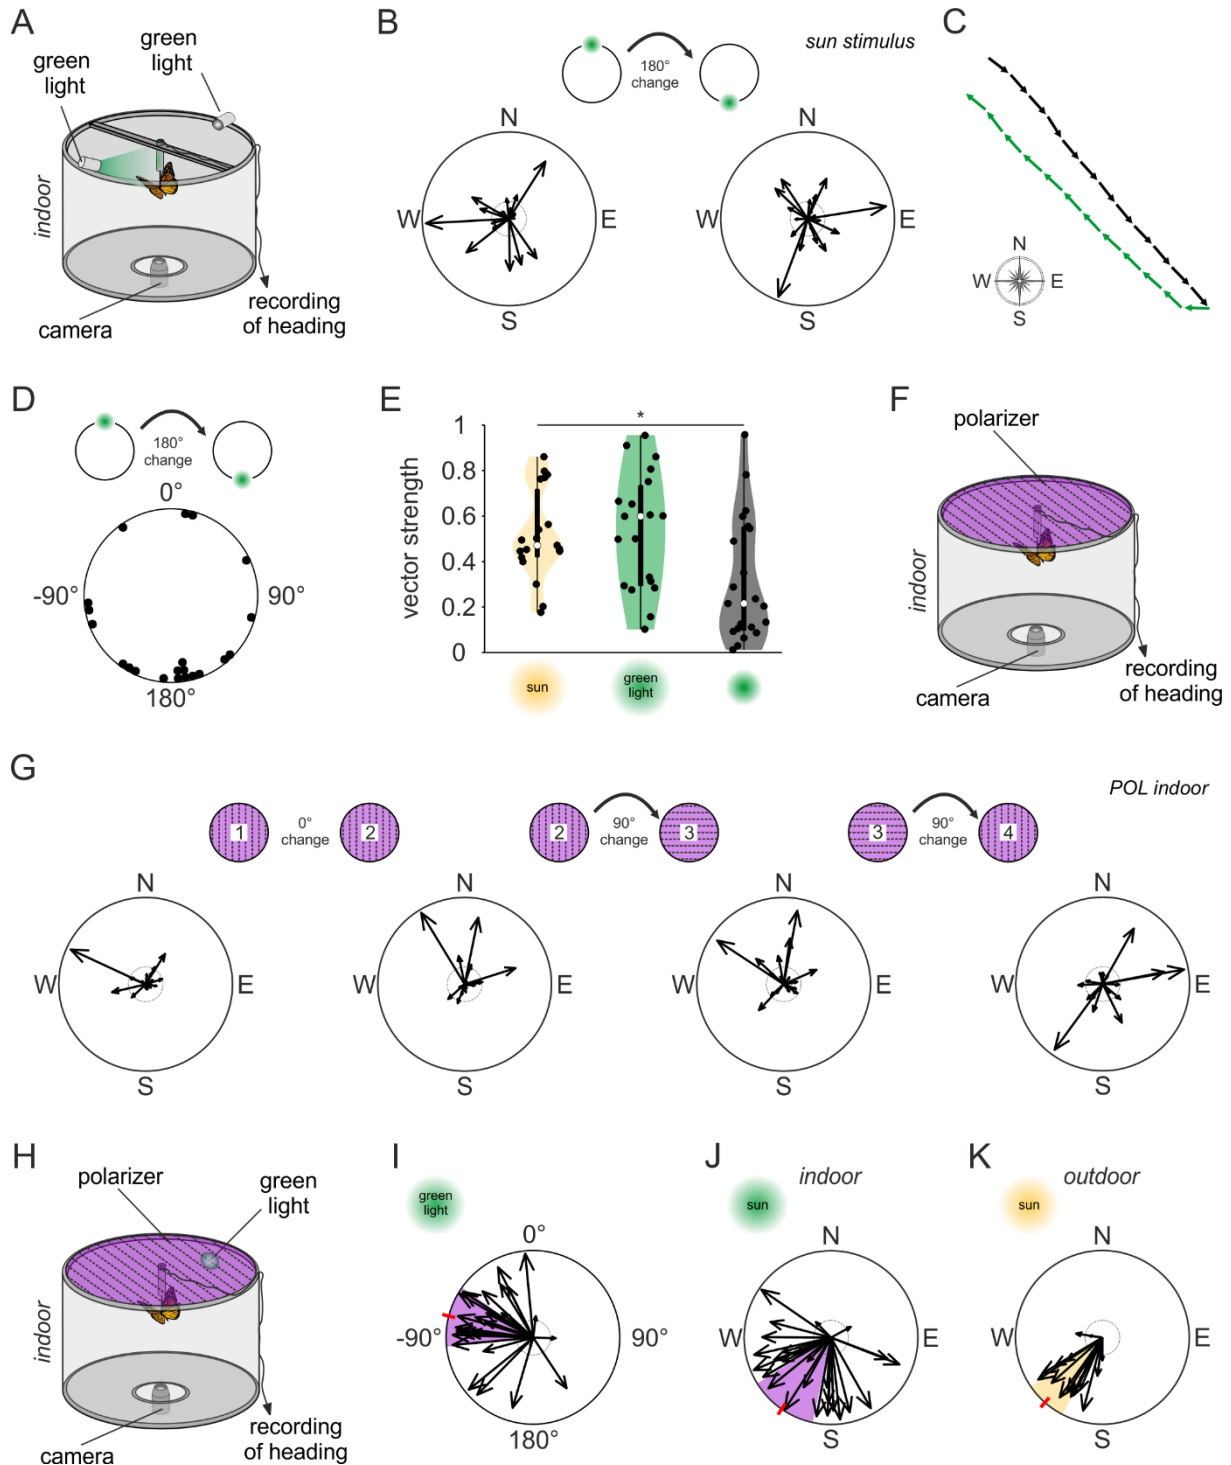 A
green
light
green
light
indoor
camera
recording
of heading
B
180°
change
sun stimulus
N
W
E
S
N
W
E
S
C
N
W
E
S
D
180°
change
0°
-90°
90°
180°
E
*
vector strength
1
0.8
0.6
0.4
0.2
0
sun
green
light
F
polarizer
indoor
camera
recording
of heading
G
POL indoor
1
0°
change
2
2
90°
change
3
3
90°
change
4
N
W
E
S
N
W
E
S
N
W
E
S
N
W
E
S
H
polarizer
green
light
indoor
camera
recording
of heading
I
green
light
0°
-90°
90°
180°
J
indoor
sun
N
W
E
S
K
outdoor
sun
N
W
E
S